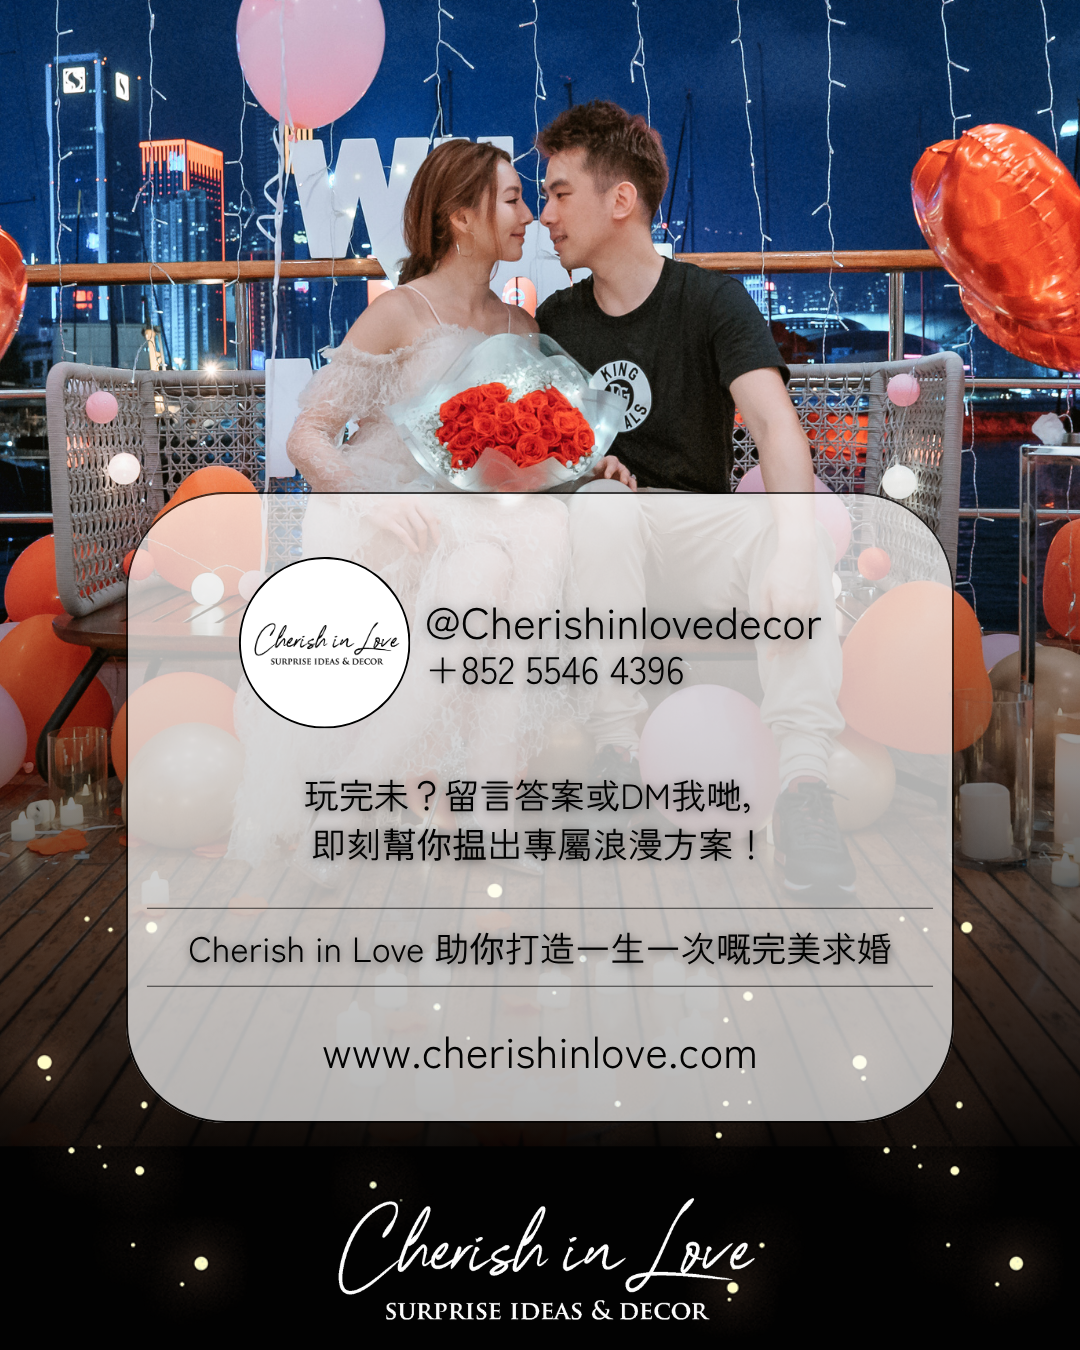 KING
ALS
Cherish in Love
SURPRISE IDEAS & DECOR
@Cherishinlovedecor
+852 5546 4396
玩完未？留言答案或DM我哋,
即刻幫你揾出專屬浪漫方案！
Cherish in Love 助你打造一生一次嘅完美求婚
www.cherishinlove.com
Cherish in Love
SURPRISE IDEAS & DECOR